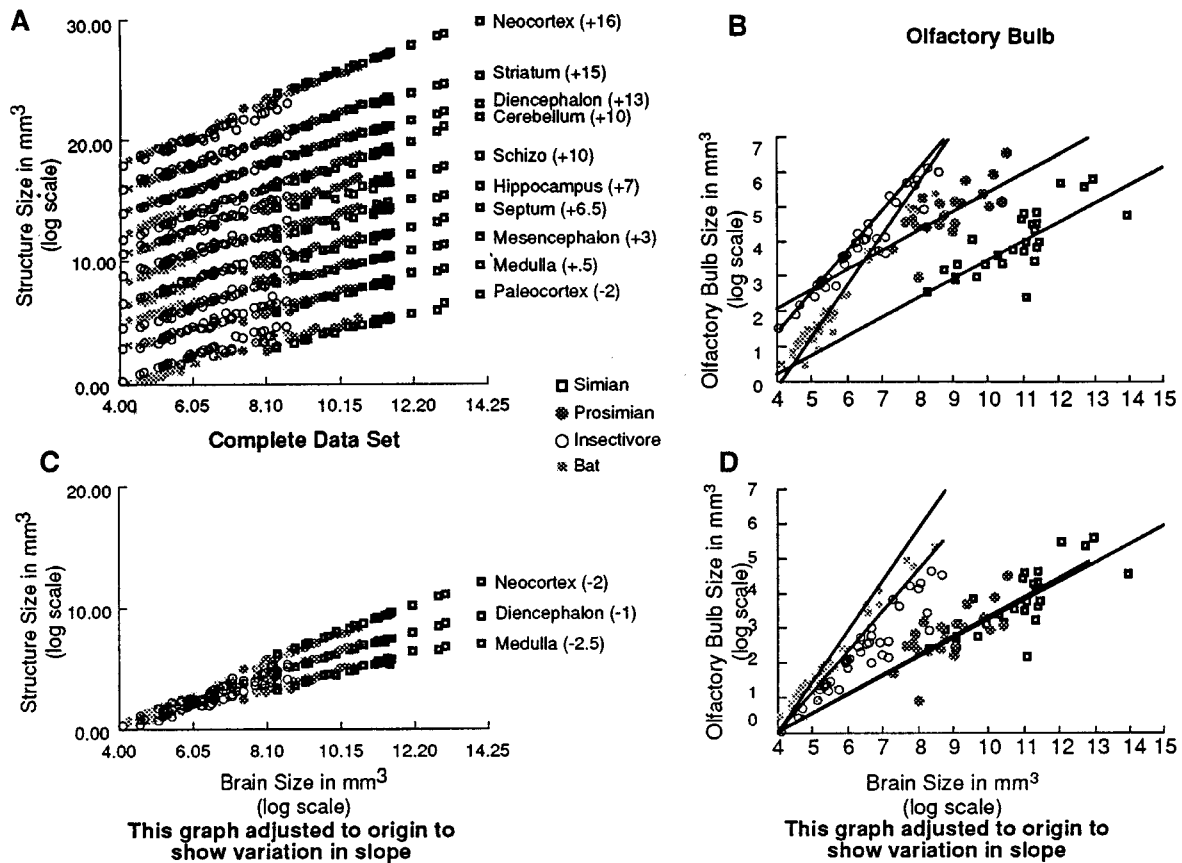 A
30.00
20.00
10.00
0.00
Structure Size in mm3
(log scale)
4.00 6.05 8.10 10.15 12.20 14.25
Neocortex (+16)
Striatum (+15)
Diencephalon (+13)
Cerebellum (+10)
Schizo (+10)
Hippocampus (+7)
Septum (+6.5)
Mesencephalon (+3)
Medulla (+.5)
Paleocortex (-2)
Complete Data Set
Simian
Prosimian
Insectivore
Bat
B
Olfactory Bulb
7
6
5
4
3
2
1
0
Olfactory Bulb Size in mm3
(log scale)
4 5 6 7 8 9 10 11 12 13 14 15
C
20.00
10.00
0.00
Structure Size in mm3
(log scale)
Neocortex (-2)
Diencephalon (-1)
Medulla (-2.5)
4.00 6.05 8.10 10.15 12.20 14.25
Brain Size in mm3
(log scale)
This graph adjusted to origin to
show variation in slope
D
7
6
5
4
3
2
1
0
Olfactory Bulb Size in mm3
(log scale)
4 5 6 7 8 9 10 11 12 13 14 15
Brain Size in mm3
(log scale)
This graph adjusted to origin to
show variation in slope